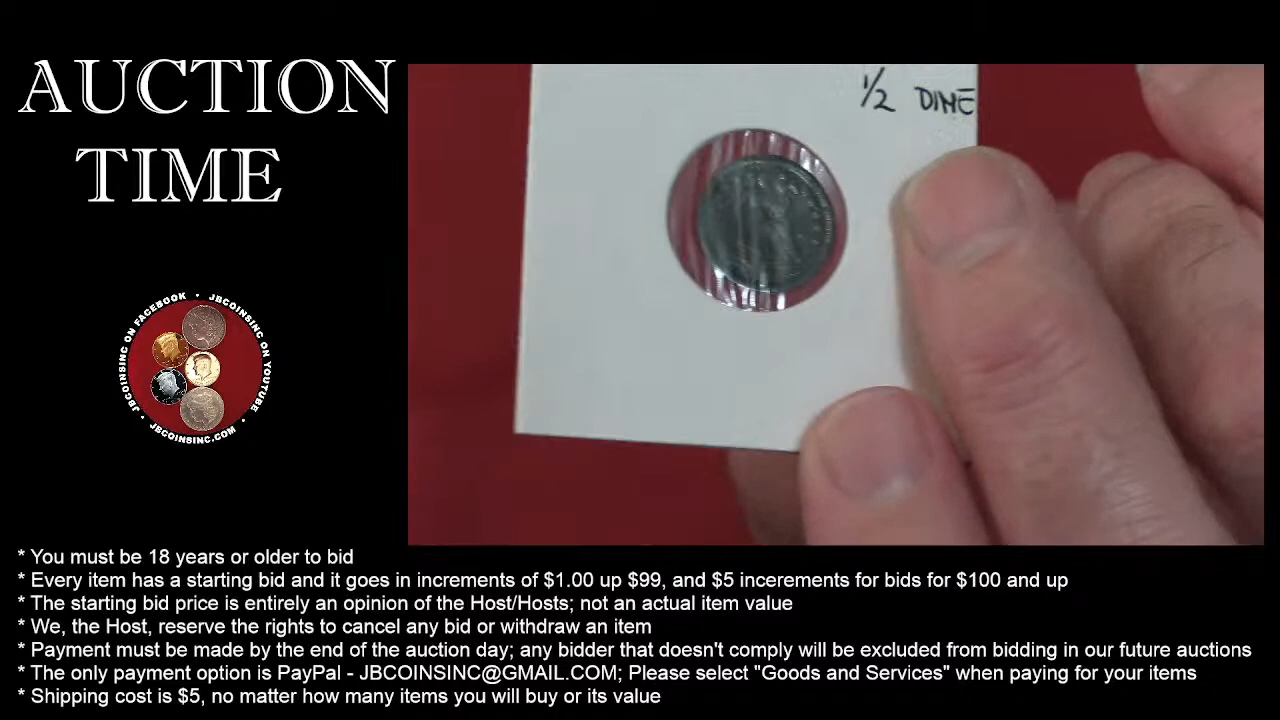 AUCTION
TIME
1/2 DIME
JBCOINSINC ON FACEBOOK • JBCOINSINC ON YOUTUBE • JBCOINSINC.COM •
* You must be 18 years or older to bid
* Every item has a starting bid and it goes in increments of $1.00 up $99, and $5 incerements for bids for $100 and up
* The starting bid price is entirely an opinion of the Host/Hosts; not an actual item value
* We, the Host, reserve the rights to cancel any bid or withdraw an item
* Payment must be made by the end of the auction day; any bidder that doesn't comply will be excluded from bidding in our future auctions
* The only payment option is PayPal - JBCOINSINC@GMAIL.COM; Please select "Goods and Services" when paying for your items
* Shipping cost is $5, no matter how many items you will buy or its value